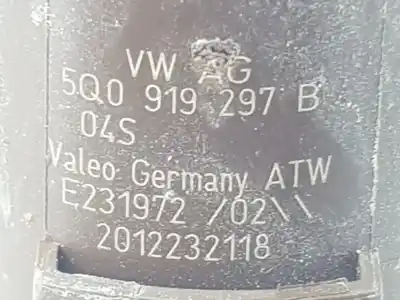 VW AG
5Q0 919 297 B
04S
Valeo Germany ATW
E231972 /02\\
2012232118